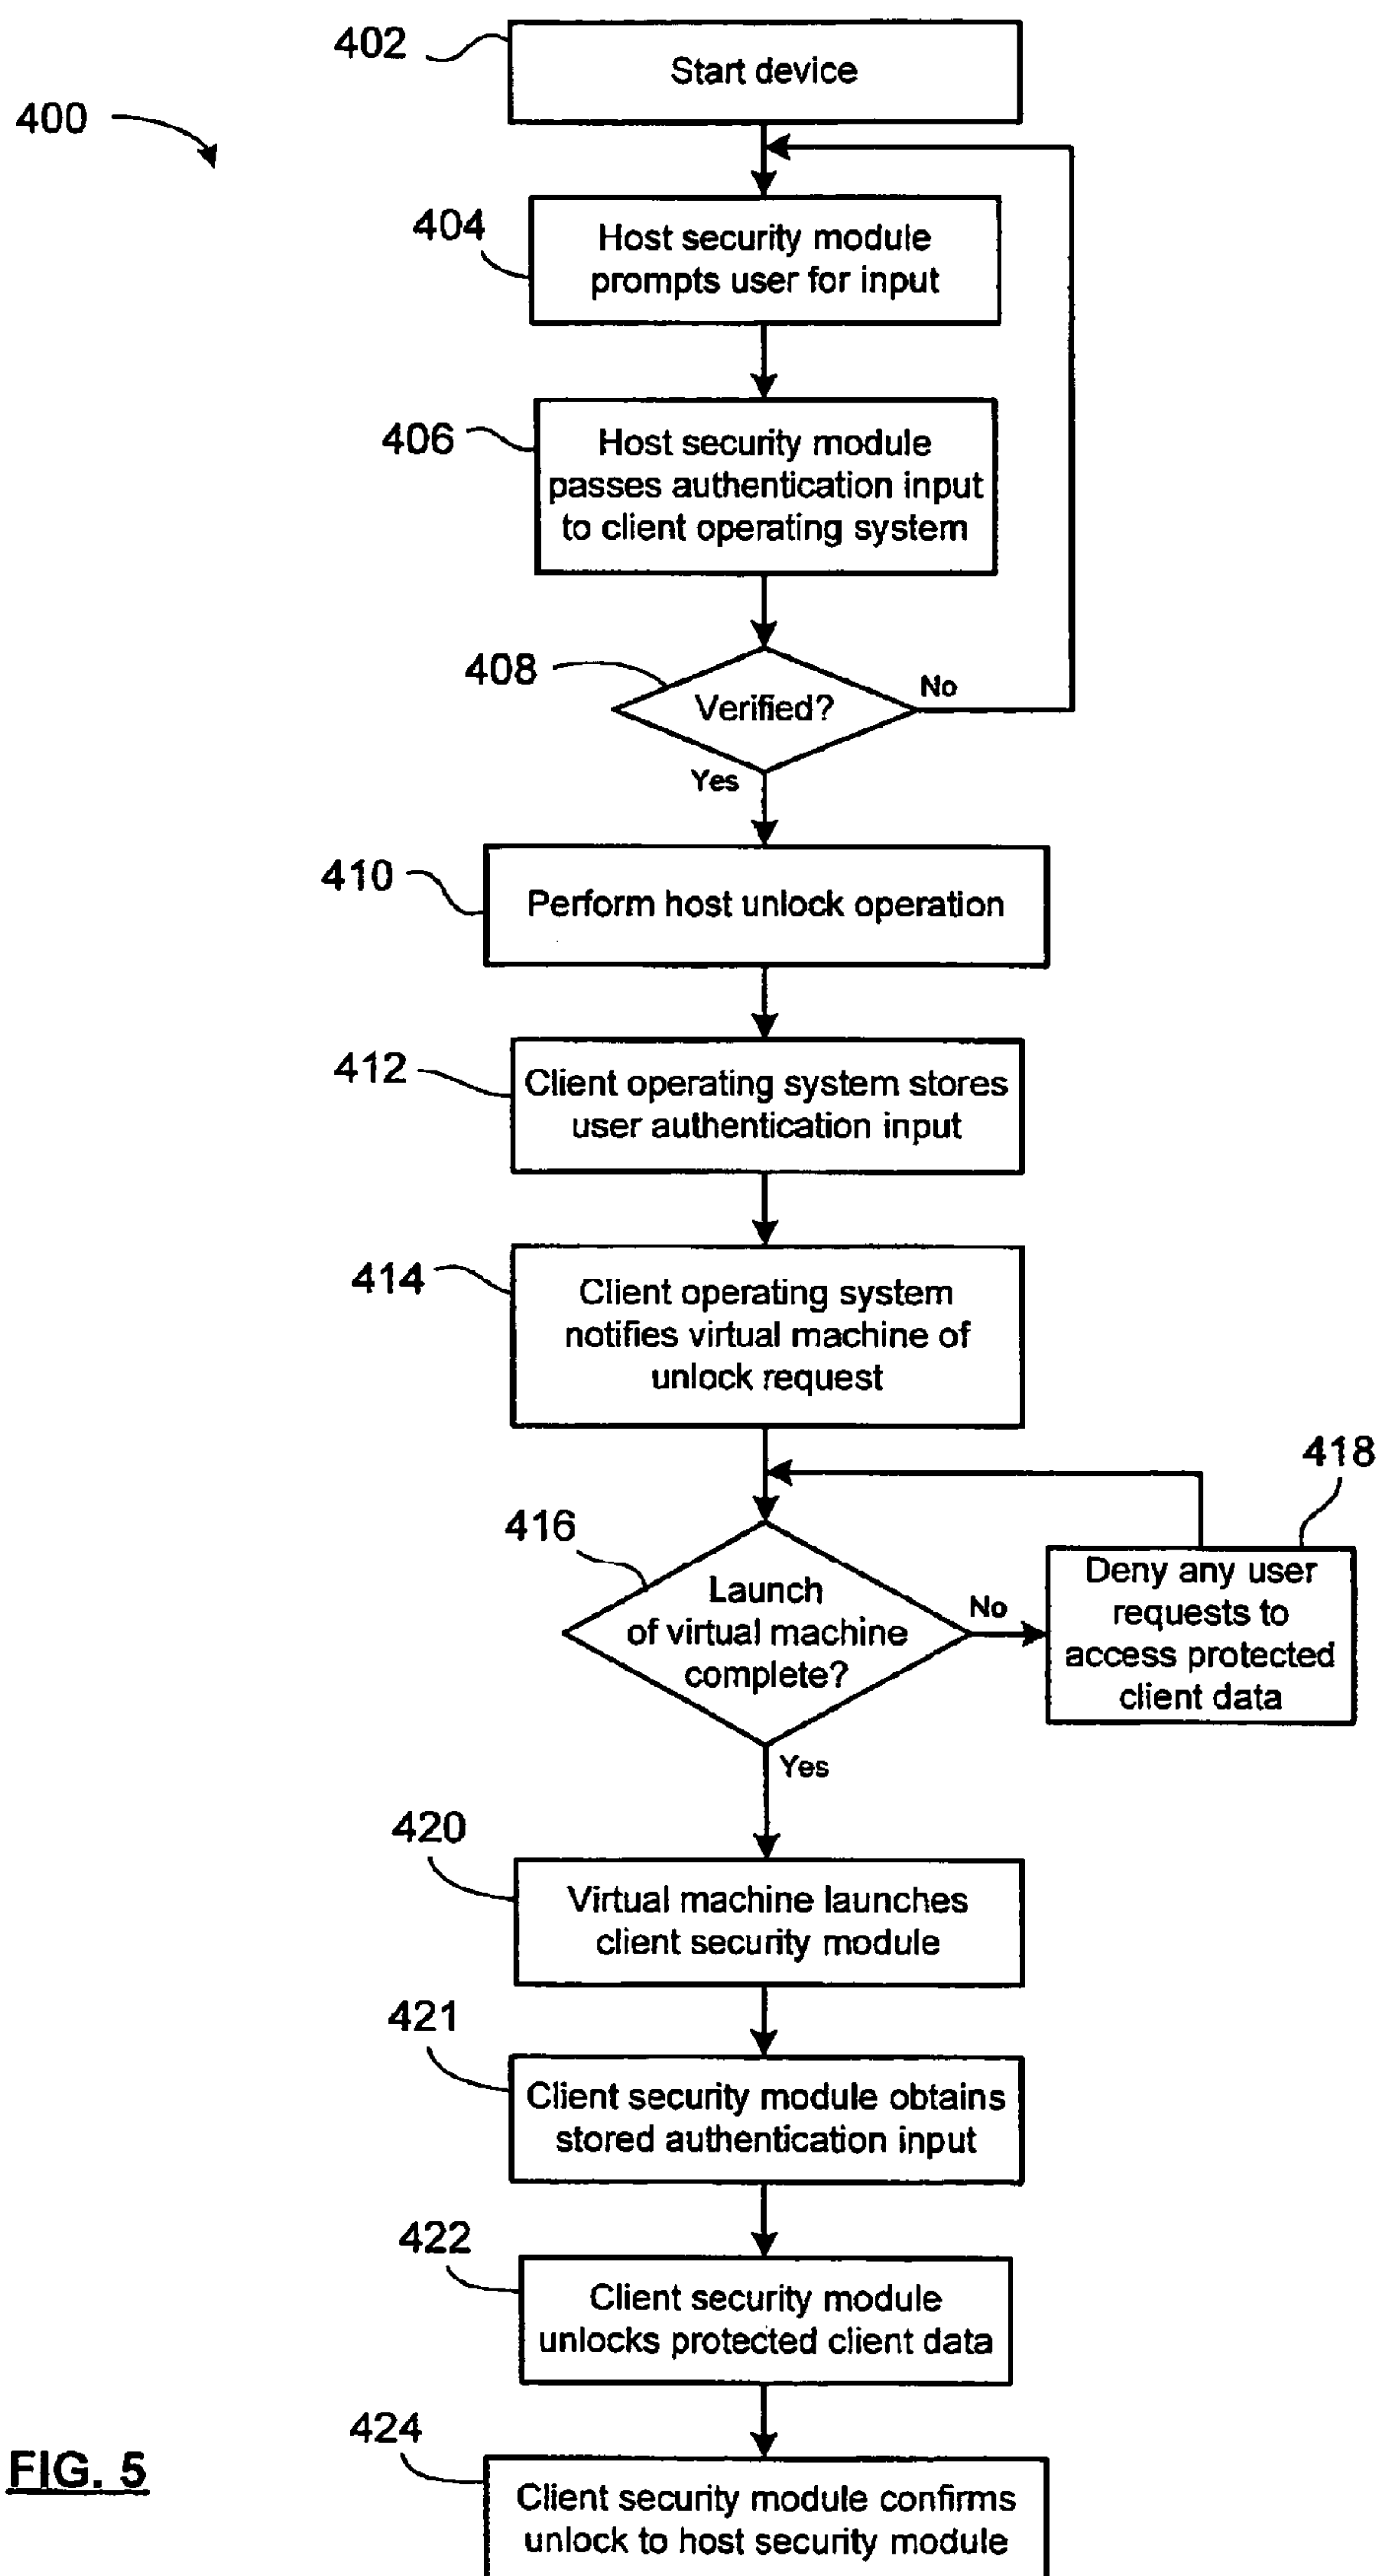 402
Start device
400
404
Host security module
prompts user for input
406
Host security module
passes authentication input
to client operating system
408
Verified?
No
Yes
410
Perform host unlock operation
412
Client operating system stores
user authentication input
414
Client operating system
notifies virtual machine of
unlock request
416
Launch
of virtual machine
complete?
No
418
Deny any user
requests to
access protected
client data
Yes
420
Virtual machine launches
client security module
421
Client security module obtains
stored authentication input
422
Client security module
unlocks protected client data
424
Client security module confirms
unlock to host security module
FIG. 5